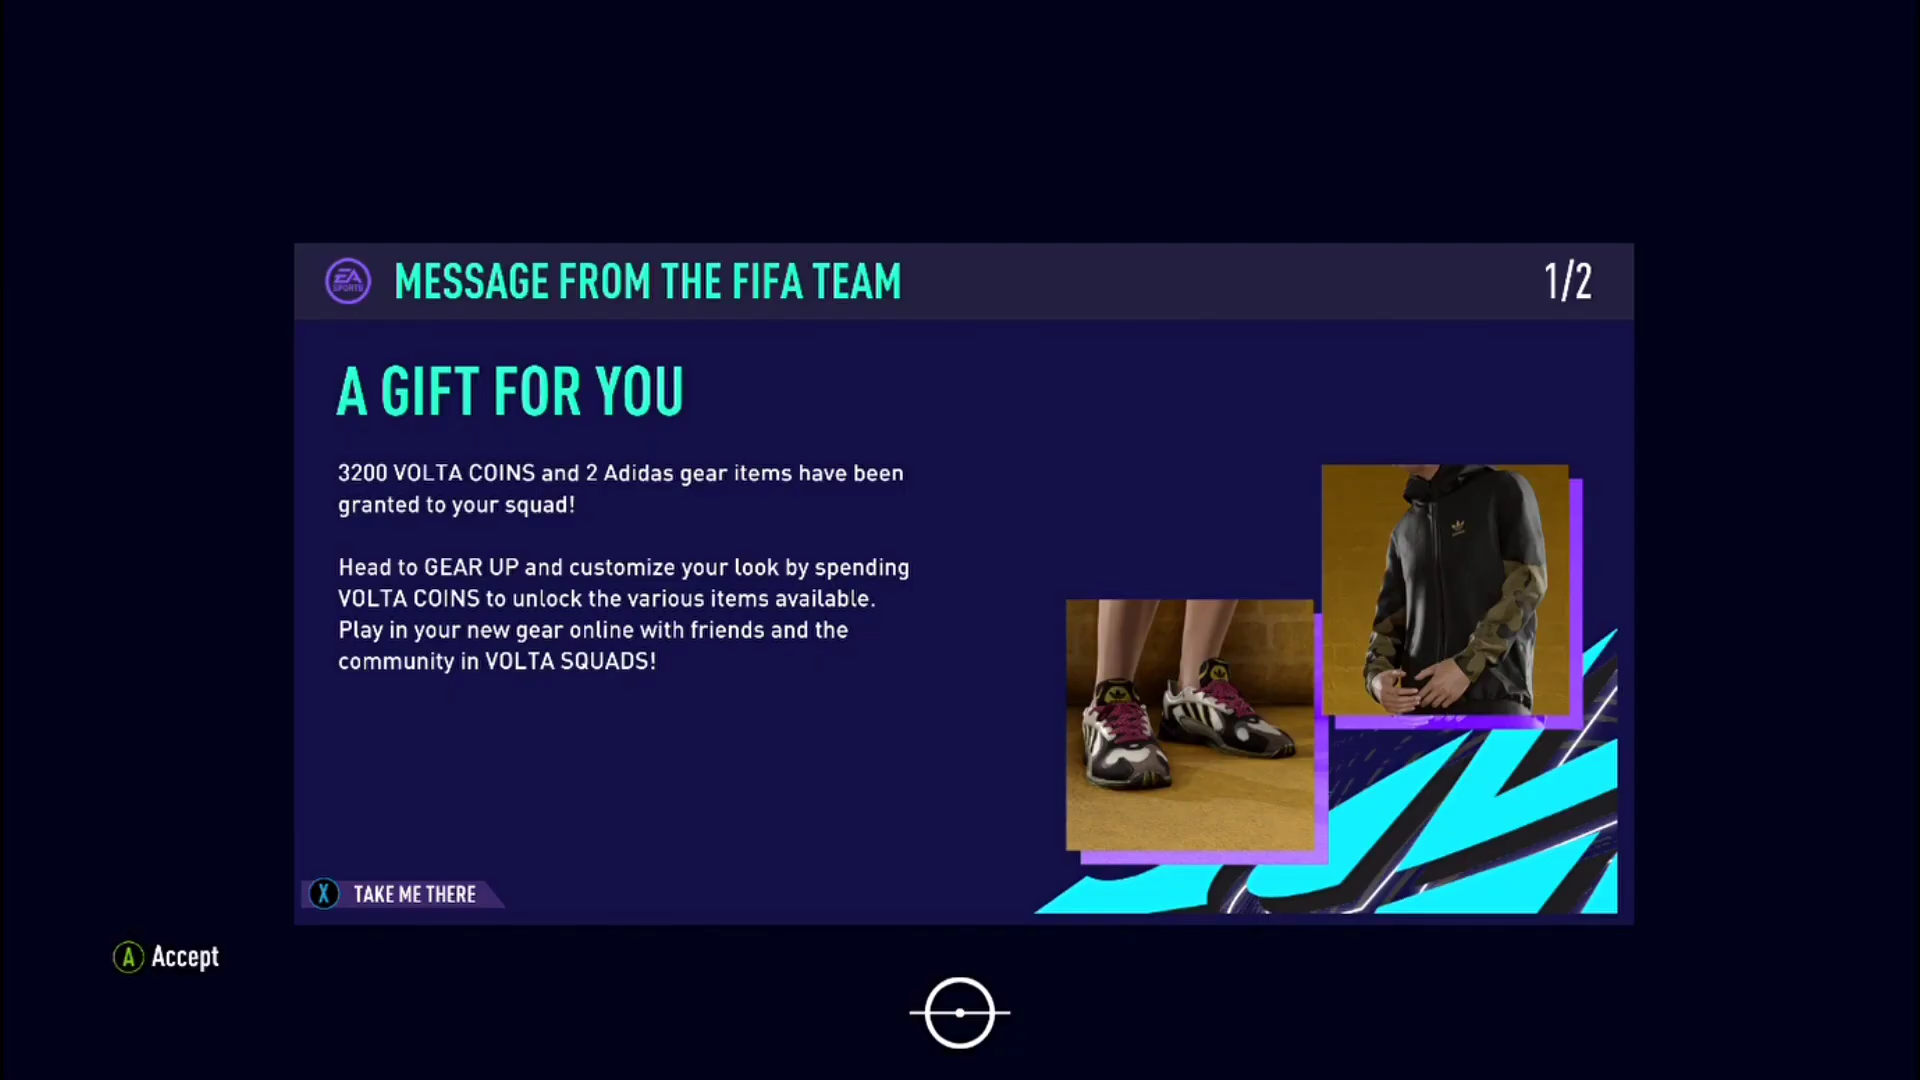 EA SPORTS
MESSAGE FROM THE FIFA TEAM
1/2
A GIFT FOR YOU
3200 VOLTA COINS and 2 Adidas gear items have been
granted to your squad!
Head to GEAR UP and customize your look by spending
VOLTA COINS to unlock the various items available.
Play in your new gear online with friends and the
community in VOLTA SQUADS!
X TAKE ME THERE
A Accept